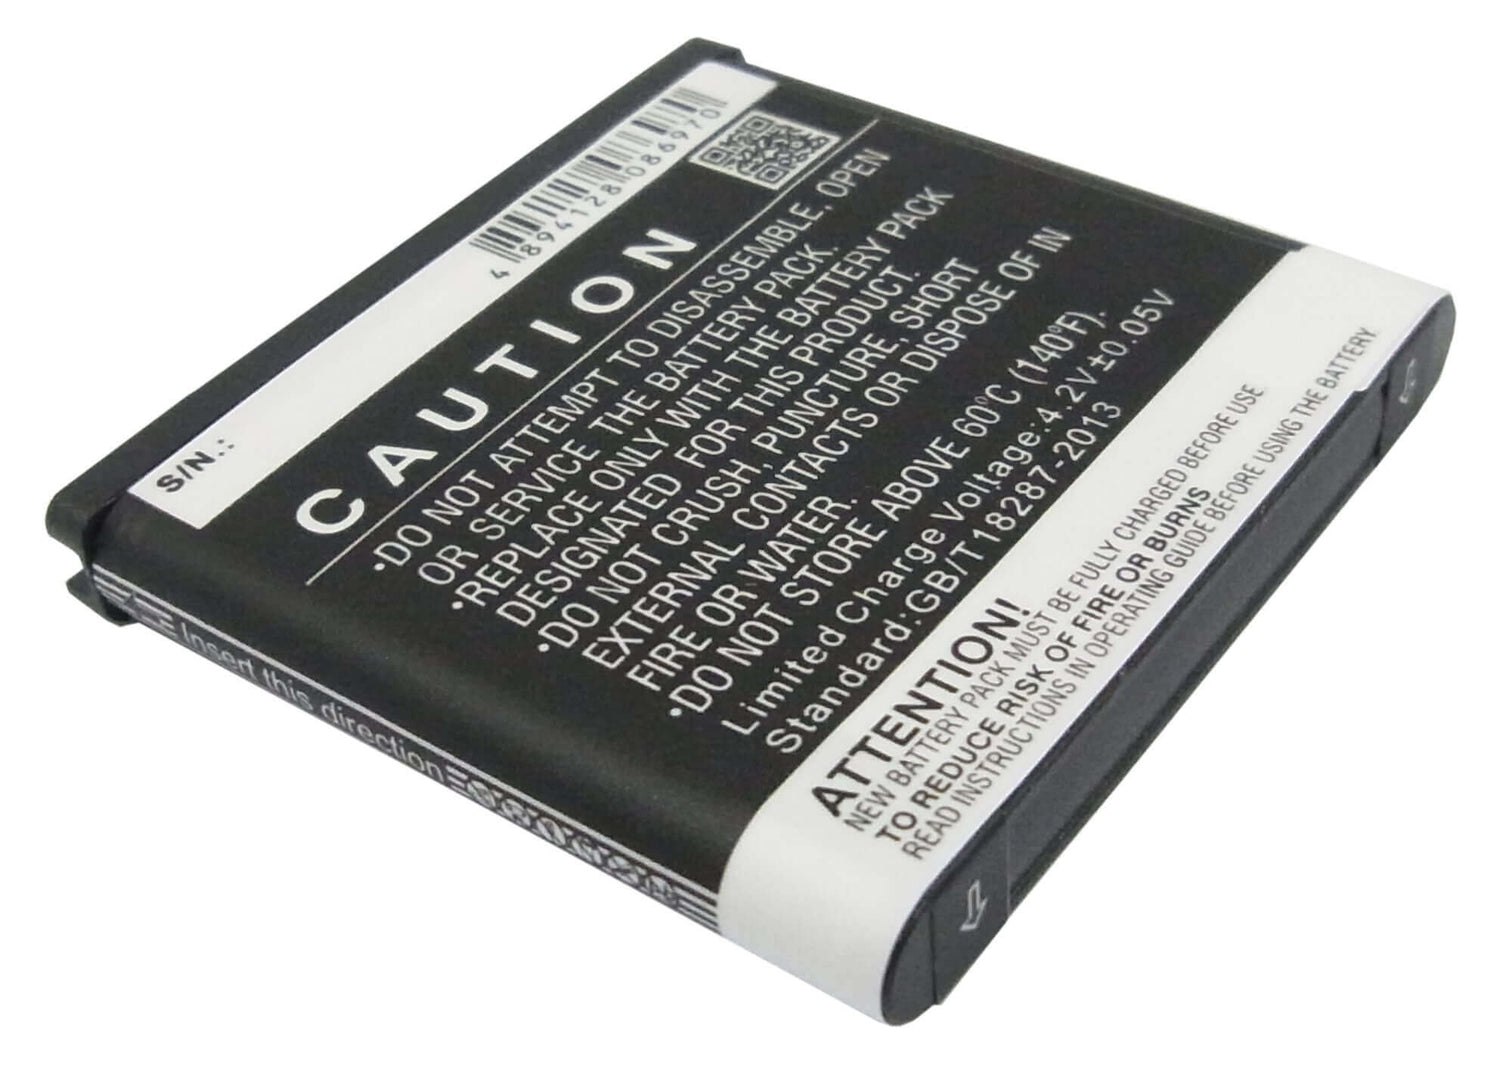 4 894128 086970
S/N.:
CAUTION
•DO NOT ATTEMPT TO DISASSEMBLE, OPEN
OR SERVICE THE BATTERY PACK.
•REPLACE ONLY WITH THE BATTERY PACK
DESIGNATED FOR THIS PRODUCT.
•DO NOT CRUSH, PUNCTURE, SHORT
EXTERNAL CONTACTS OR DISPOSE OF IN
FIRE OR WATER.
•DO NOT STORE ABOVE 60°C (140°F).
Limited Charge Voltage:4.2V±0.05V
Standard:GB/T18287-2013
ATTENTION!
NEW BATTERY PACK MUST BE FULLY CHARGED BEFORE USE
TO REDUCE RISK OF FIRE OR BURNS
READ INSTRUCTIONS IN OPERATING GUIDE BEFORE USING THE BATTERY.
Insert this direction